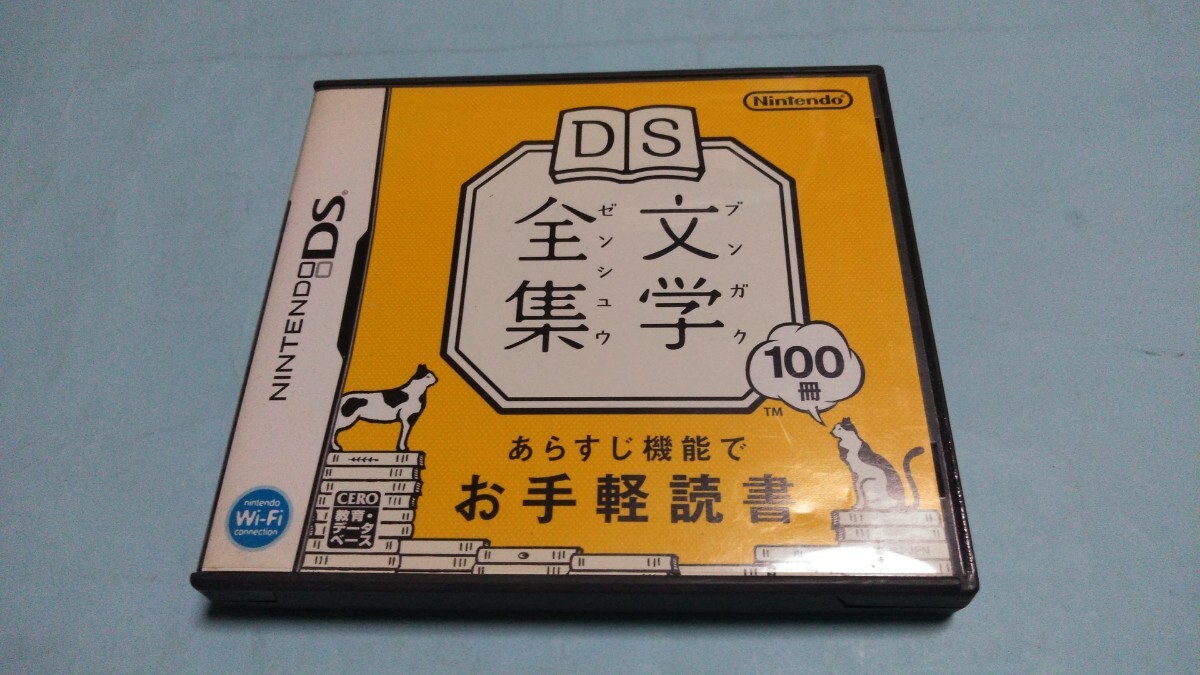 Nintendo
DS
文学
ブンガク
全集
ゼンシュウ
100
冊
TM
あらすじ機能で
お手軽読書
NINTENDO DS
nintendo
Wi-Fi
connection
CERO
教育・
データ
ベース